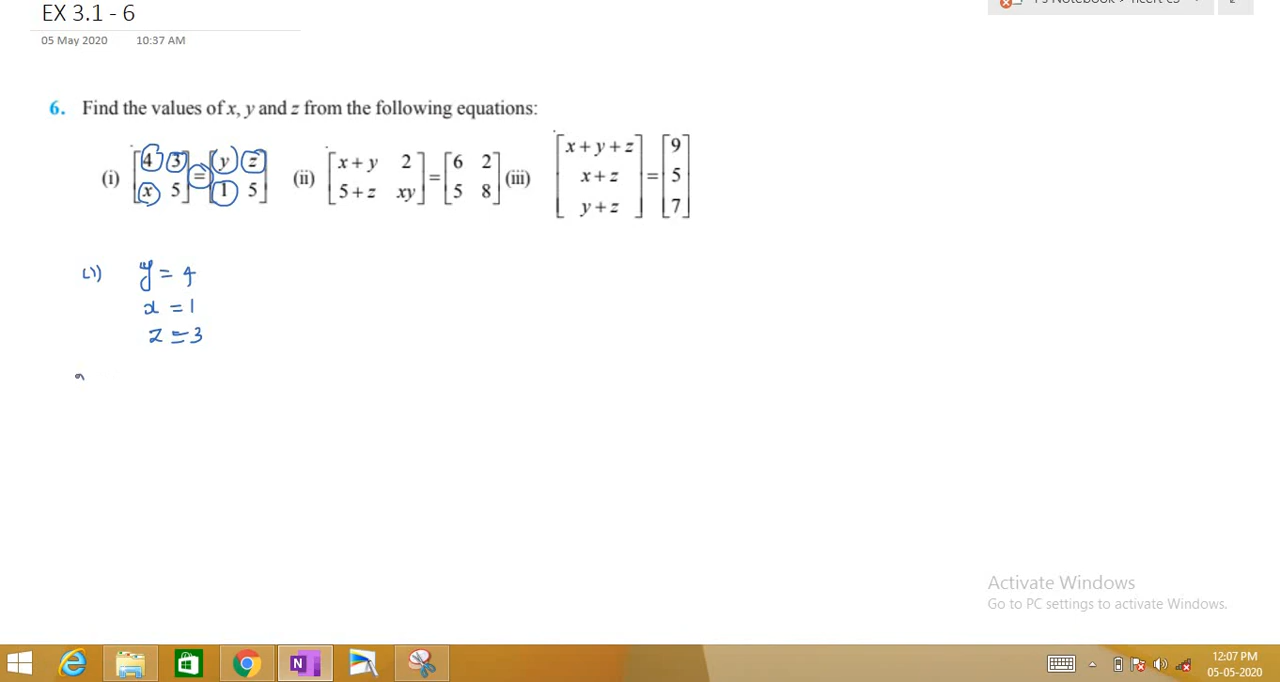 EX 3.1 - 6
05 May 2020 10:37 AM
6. Find the values of x, y and z from the following equations:
(i) [4 3 x 5] = [y z 1 5] (ii) [x + y 2 5 + z xy] = [6 2 5 8] (iii) [x + y + z x + z y + z] = [9 5 7]
(i) y = 4
x = 1
z = 3
Activate Windows
Go to PC settings to activate Windows.
12:07 PM
05-05-2020